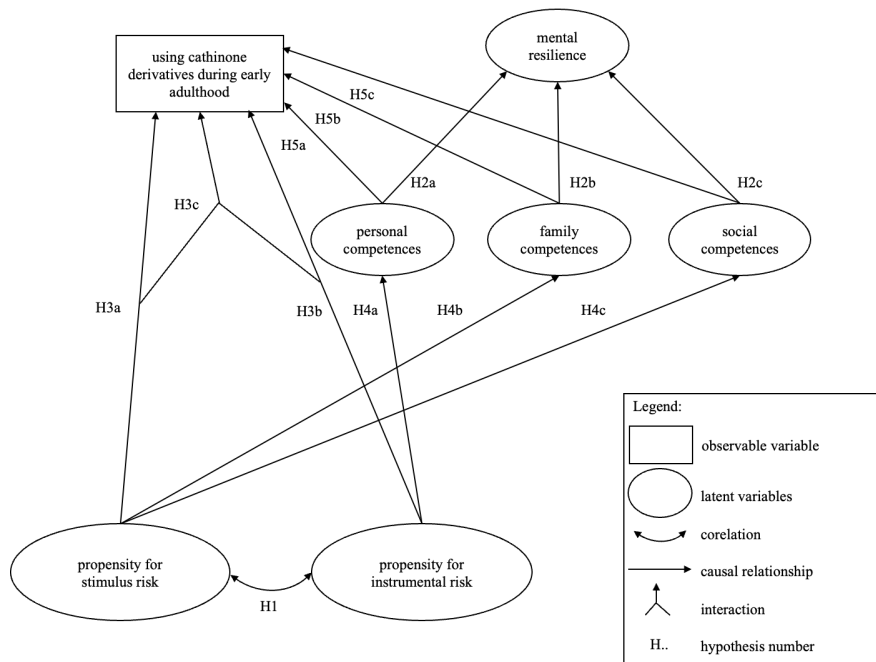 using cathinone
derivatives during early
adulthood
mental
resilience
H5c
H5b
H5a
H2a
H2b
H2c
H3c
personal
competences
family
competences
social
competences
H3a
H3b
H4a
H4b
H4c
Legend:
observable variable
latent variables
corelation
causal relationship
interaction
H.. hypothesis number
propensity for
stimulus risk
propensity for
instrumental risk
H1